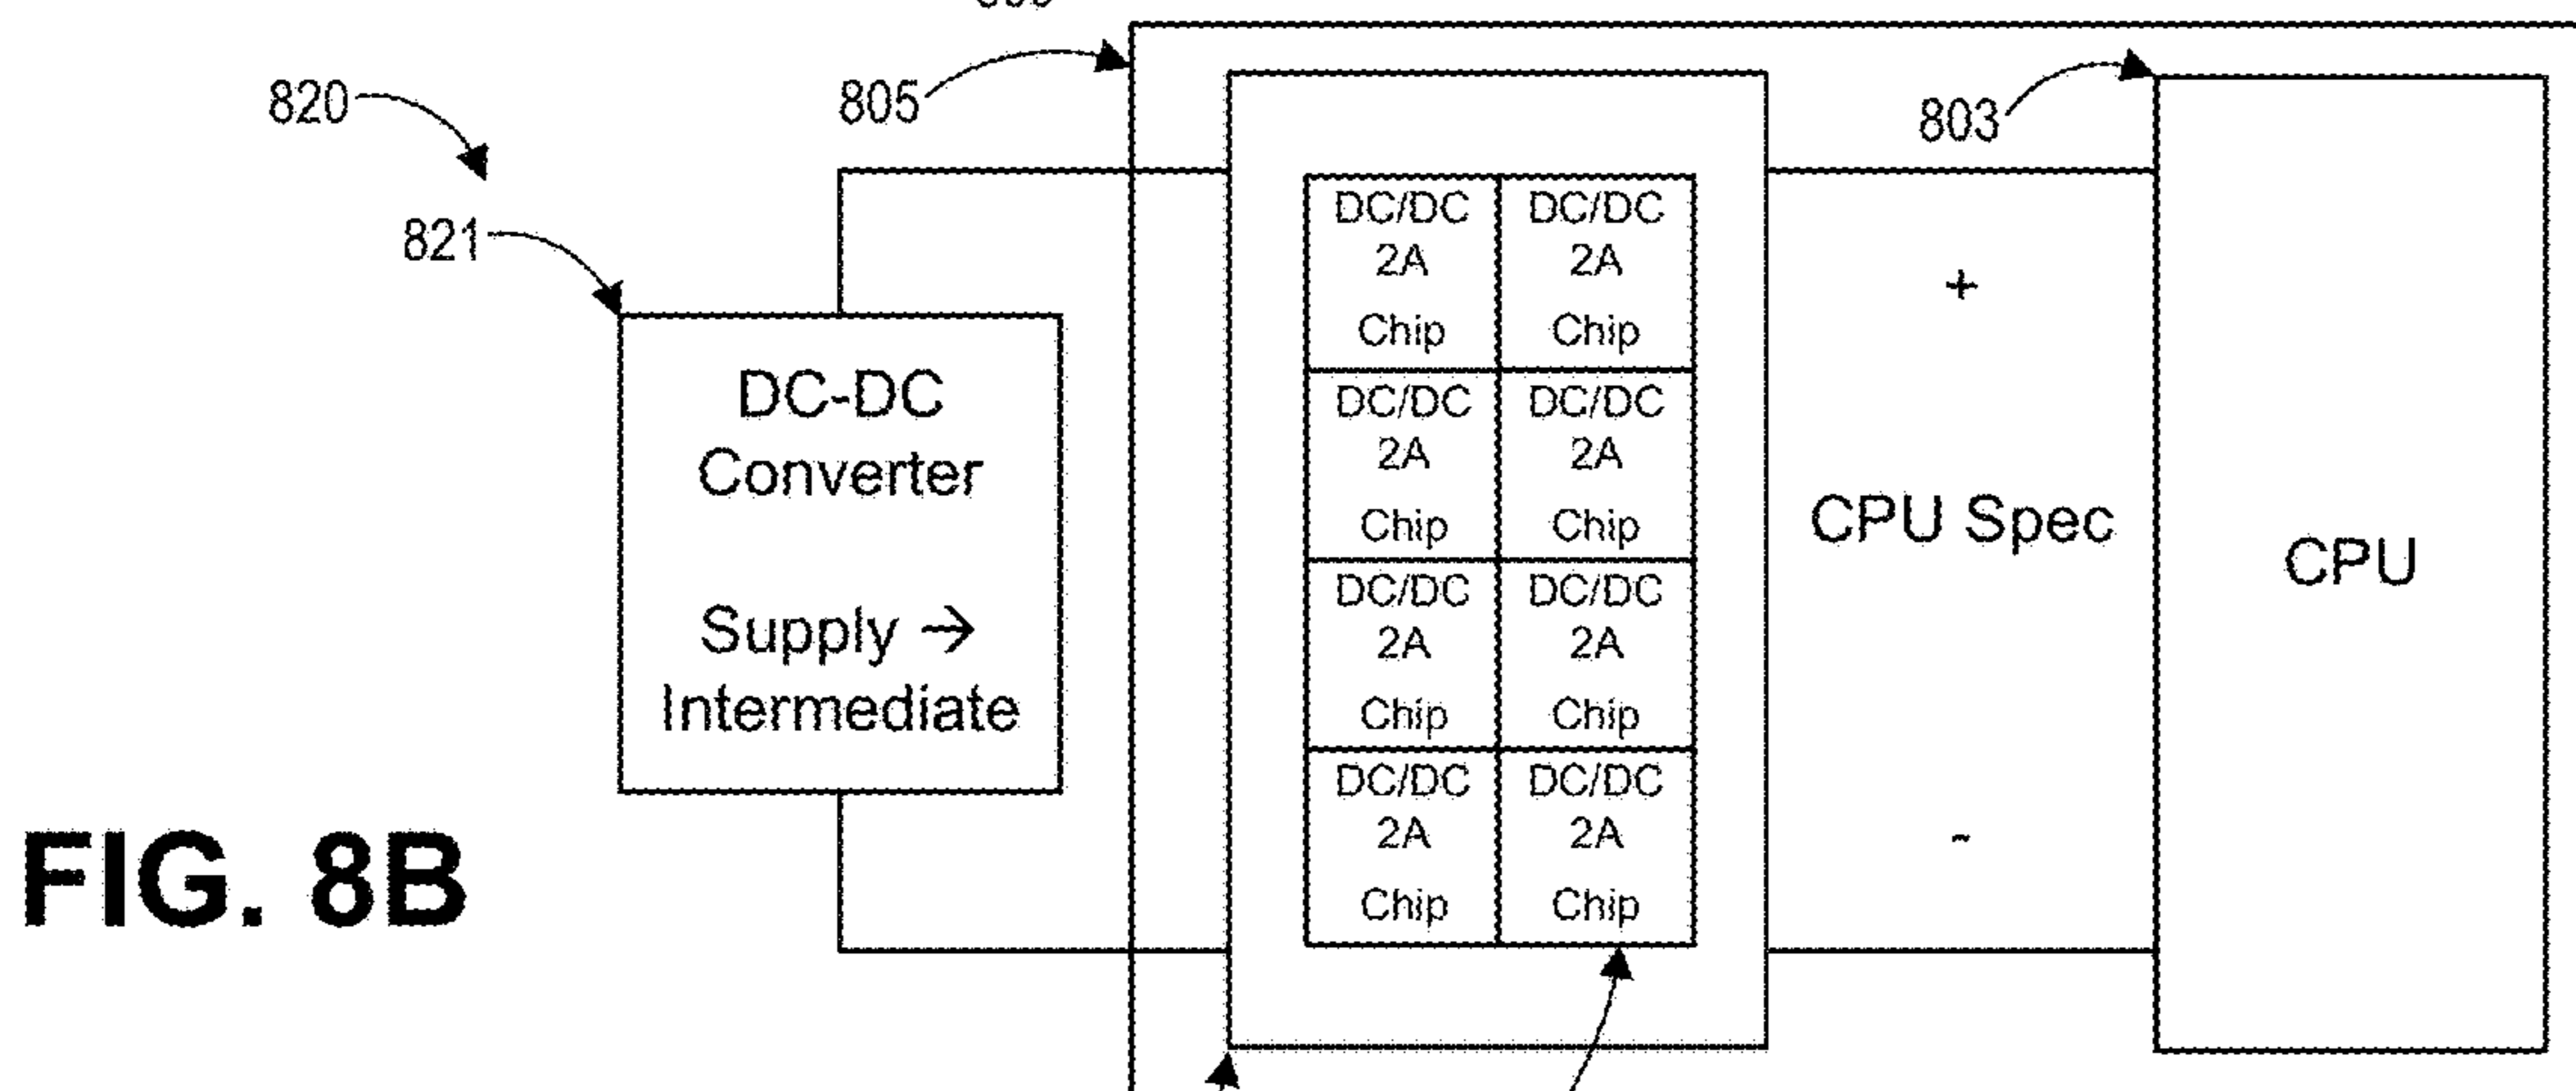 820
805
803
821
DC-DC
Converter
Supply →
Intermediate
DC/DC
2A
Chip
DC/DC
2A
Chip
DC/DC
2A
Chip
DC/DC
2A
Chip
DC/DC
2A
Chip
DC/DC
2A
Chip
DC/DC
2A
Chip
DC/DC
2A
Chip
+
CPU Spec
-
CPU
FIG. 8B